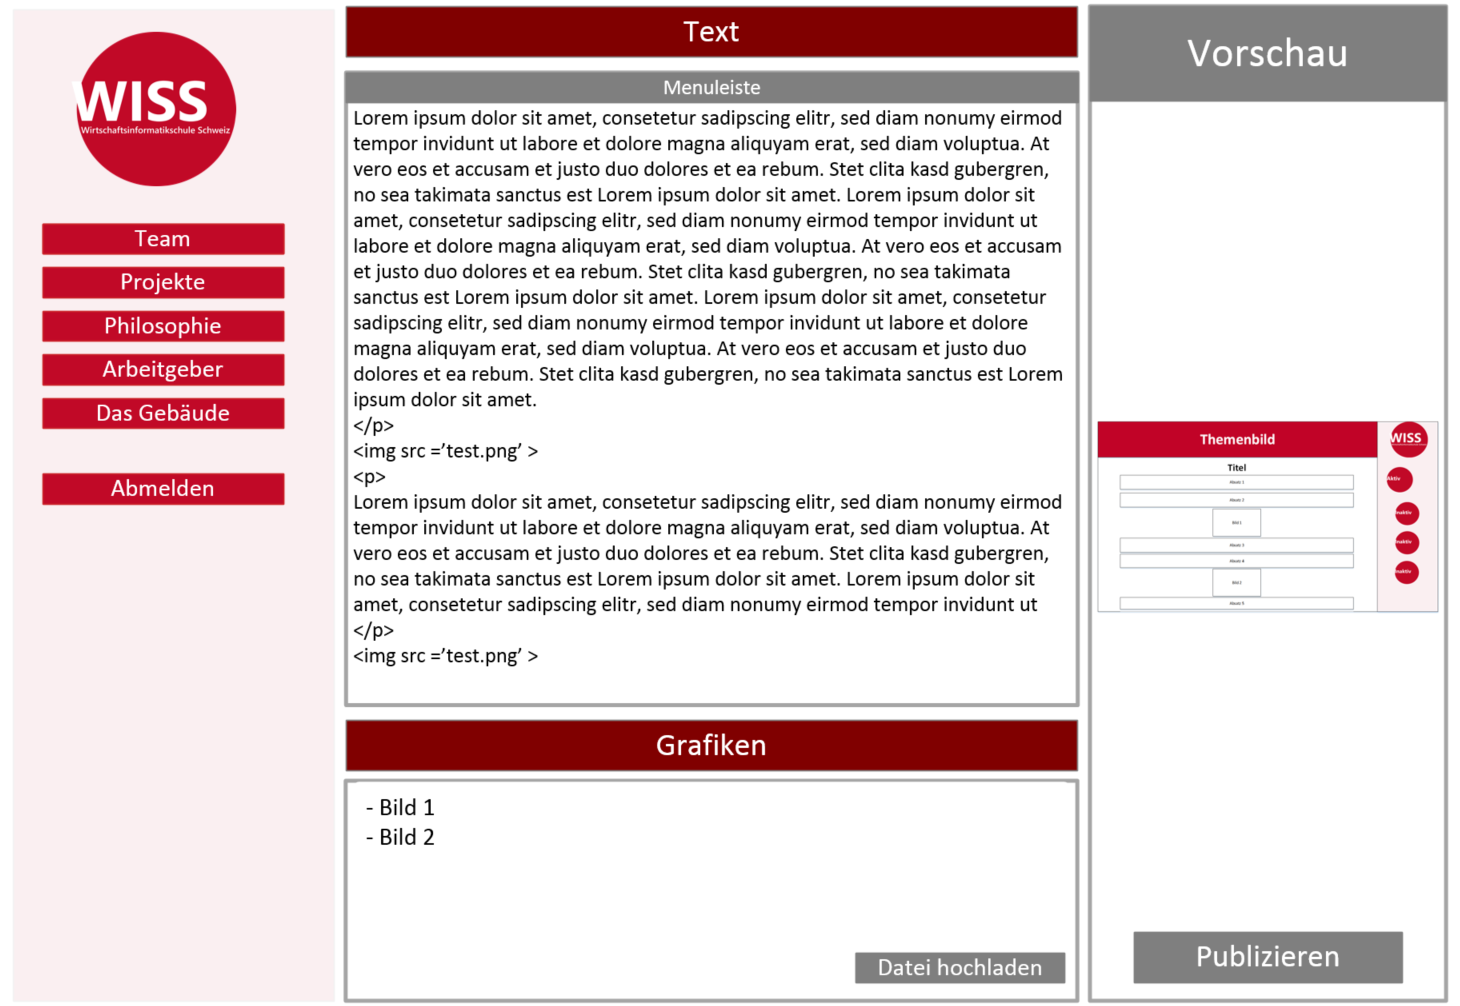 WISS
Wirtschaftsinformatikschule Schweiz
Team
Projekte
Philosophie
Arbeitgeber
Das Gebäude
Abmelden
Text
Menuleiste
Lorem ipsum dolor sit amet, consetetur sadipscing elitr, sed diam nonumy eirmod
tempor invidunt ut labore et dolore magna aliquyam erat, sed diam voluptua. At
vero eos et accusam et justo duo dolores et ea rebum. Stet clita kasd gubergren,
no sea takimata sanctus est Lorem ipsum dolor sit amet. Lorem ipsum dolor sit
amet, consetetur sadipscing elitr, sed diam nonumy eirmod tempor invidunt ut
labore et dolore magna aliquyam erat, sed diam voluptua. At vero eos et accusam
et justo duo dolores et ea rebum. Stet clita kasd gubergren, no sea takimata
sanctus est Lorem ipsum dolor sit amet. Lorem ipsum dolor sit amet, consetetur
sadipscing elitr, sed diam nonumy eirmod tempor invidunt ut labore et dolore
magna aliquyam erat, sed diam voluptua. At vero eos et accusam et justo duo
dolores et ea rebum. Stet clita kasd gubergren, no sea takimata sanctus est Lorem
ipsum dolor sit amet.
</p>
<img src =’test.png’ >
<p>
Lorem ipsum dolor sit amet, consetetur sadipscing elitr, sed diam nonumy eirmod
tempor invidunt ut labore et dolore magna aliquyam erat, sed diam voluptua. At
vero eos et accusam et justo duo dolores et ea rebum. Stet clita kasd gubergren,
no sea takimata sanctus est Lorem ipsum dolor sit amet. Lorem ipsum dolor sit
amet, consetetur sadipscing elitr, sed diam nonumy eirmod tempor invidunt ut
</p>
<img src =’test.png’ >
Grafiken
- Bild 1
- Bild 2
Datei hochladen
Vorschau
Themenbild
Titel
Bild 1
Bild 2
WISS
Aktiv
Inaktiv
Inaktiv
Inaktiv
Publizieren